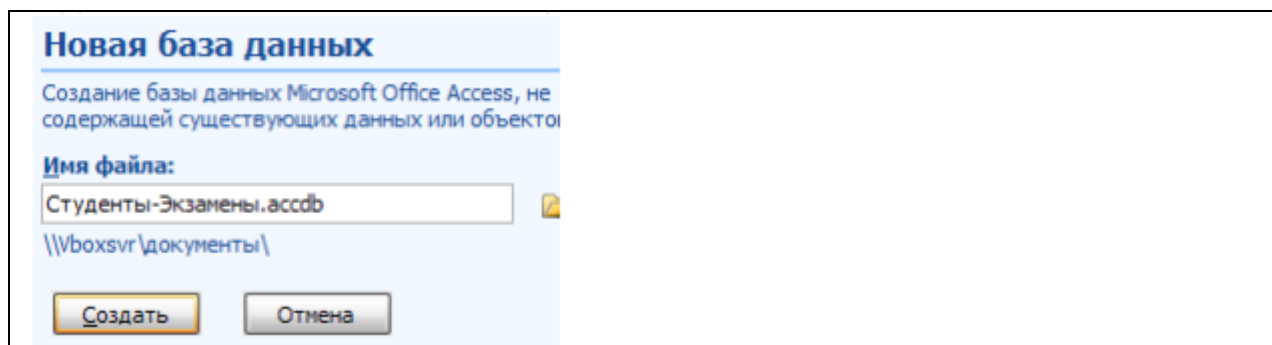 Новая база данных
Создание базы данных Microsoft Office Access, не
содержащей существующих данных или объекто
Имя файла:
Студенты-Экзамены.accdb
\\Vboxsvr\документы\
Создать Отмена